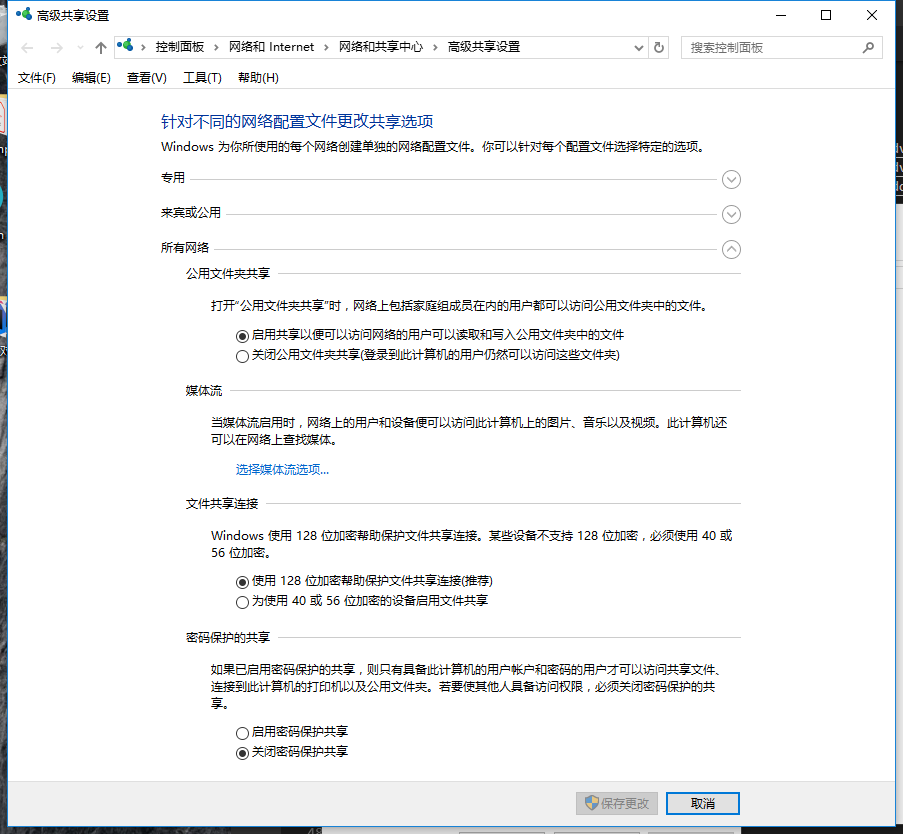 高级共享设置
控制面板 › 网络和 Internet › 网络和共享中心 › 高级共享设置
搜索控制面板
文件(F) 编辑(E) 查看(V) 工具(T) 帮助(H)
针对不同的网络配置文件更改共享选项
Windows 为你所使用的每个网络创建单独的网络配置文件。你可以针对每个配置文件选择特定的选项。
专用
来宾或公用
所有网络
公用文件夹共享
打开“公用文件夹共享”时，网络上包括家庭组成员在内的用户都可以访问公用文件夹中的文件。
启用共享以便可以访问网络的用户可以读取和写入公用文件夹中的文件
关闭公用文件夹共享(登录到此计算机的用户仍然可以访问这些文件夹)
媒体流
当媒体流启用时，网络上的用户和设备便可以访问此计算机上的图片、音乐以及视频。此计算机还
可以在网络上查找媒体。
选择媒体流选项...
文件共享连接
Windows 使用 128 位加密帮助保护文件共享连接。某些设备不支持 128 位加密，必须使用 40 或
56 位加密。
使用 128 位加密帮助保护文件共享连接(推荐)
为使用 40 或 56 位加密的设备启用文件共享
密码保护的共享
如果已启用密码保护的共享，则只有具备此计算机的用户帐户和密码的用户才可以访问共享文件、
连接到此计算机的打印机以及公用文件夹。若要使其他人具备访问权限，必须关闭密码保护的共
享。
启用密码保护共享
关闭密码保护共享
保存更改 取消